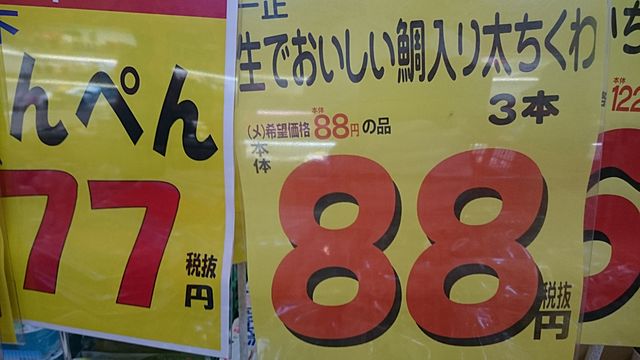 んぺん
77
税抜
円
一正
生でおいしい鯛入り太ちくわ
3本
(メ)希望価格本体88円の品
本体
88
税抜
円
本体
122